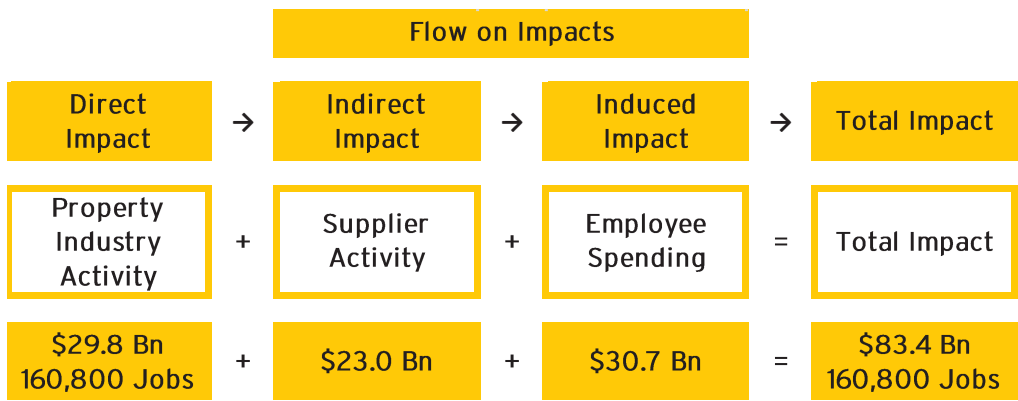 Flow on Impacts
Direct
Impact
→
Indirect
Impact
→
Induced
Impact
→
Total Impact
Property
Industry
Activity
+
Supplier
Activity
+
Employee
Spending
=
Total Impact
$29.8 Bn
160,800 Jobs
+
$23.0 Bn
+
$30.7 Bn
=
$83.4 Bn
160,800 Jobs